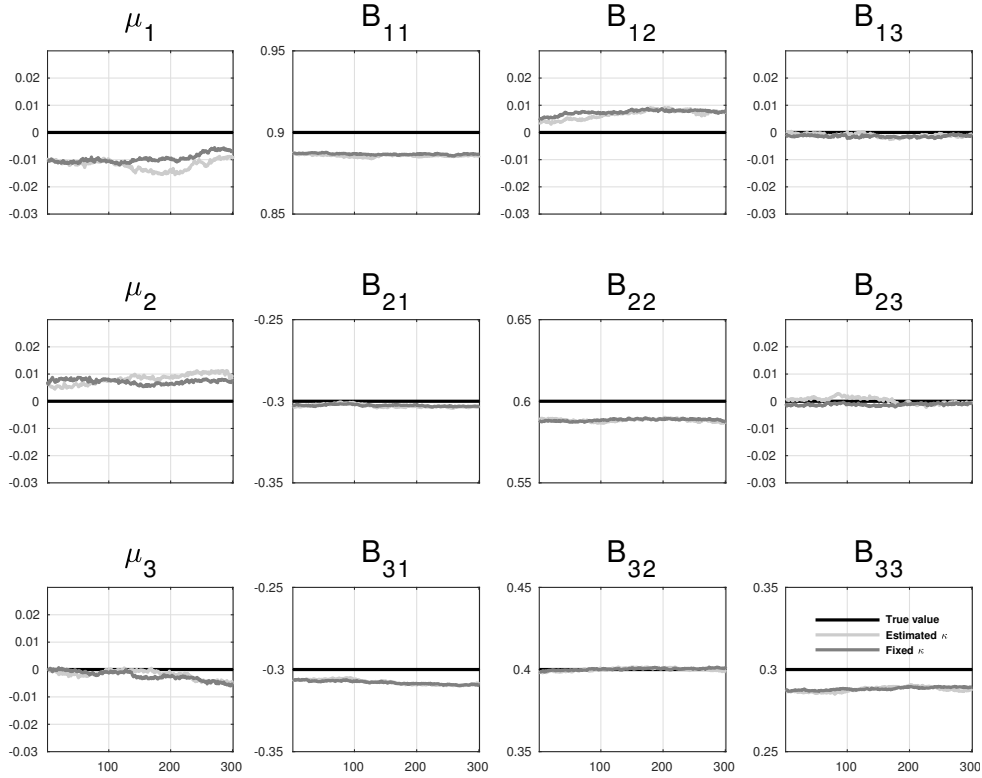 μ1 B11 B12 B13
0.02 0.95 0.02 0.02
0.01 0.01 0.01
0 0.9 0 0
-0.01 -0.01 -0.01
-0.02 -0.02 -0.02
-0.03 0.85 -0.03 -0.03
μ2 B21 B22 B23
0.02 -0.25 0.65 0.02
0.01 0.01
0 -0.3 0.6 0
-0.01 -0.01
-0.02 -0.02
-0.03 -0.35 0.55 -0.03
μ3 B31 B32 B33
0.02 -0.25 0.45 0.35
0.01
True value
Estimated κ
Fixed κ
0 -0.3 0.4 0.3
-0.01
-0.02
-0.03 -0.35 0.35 0.25
100 200 300 100 200 300 100 200 300 100 200 300